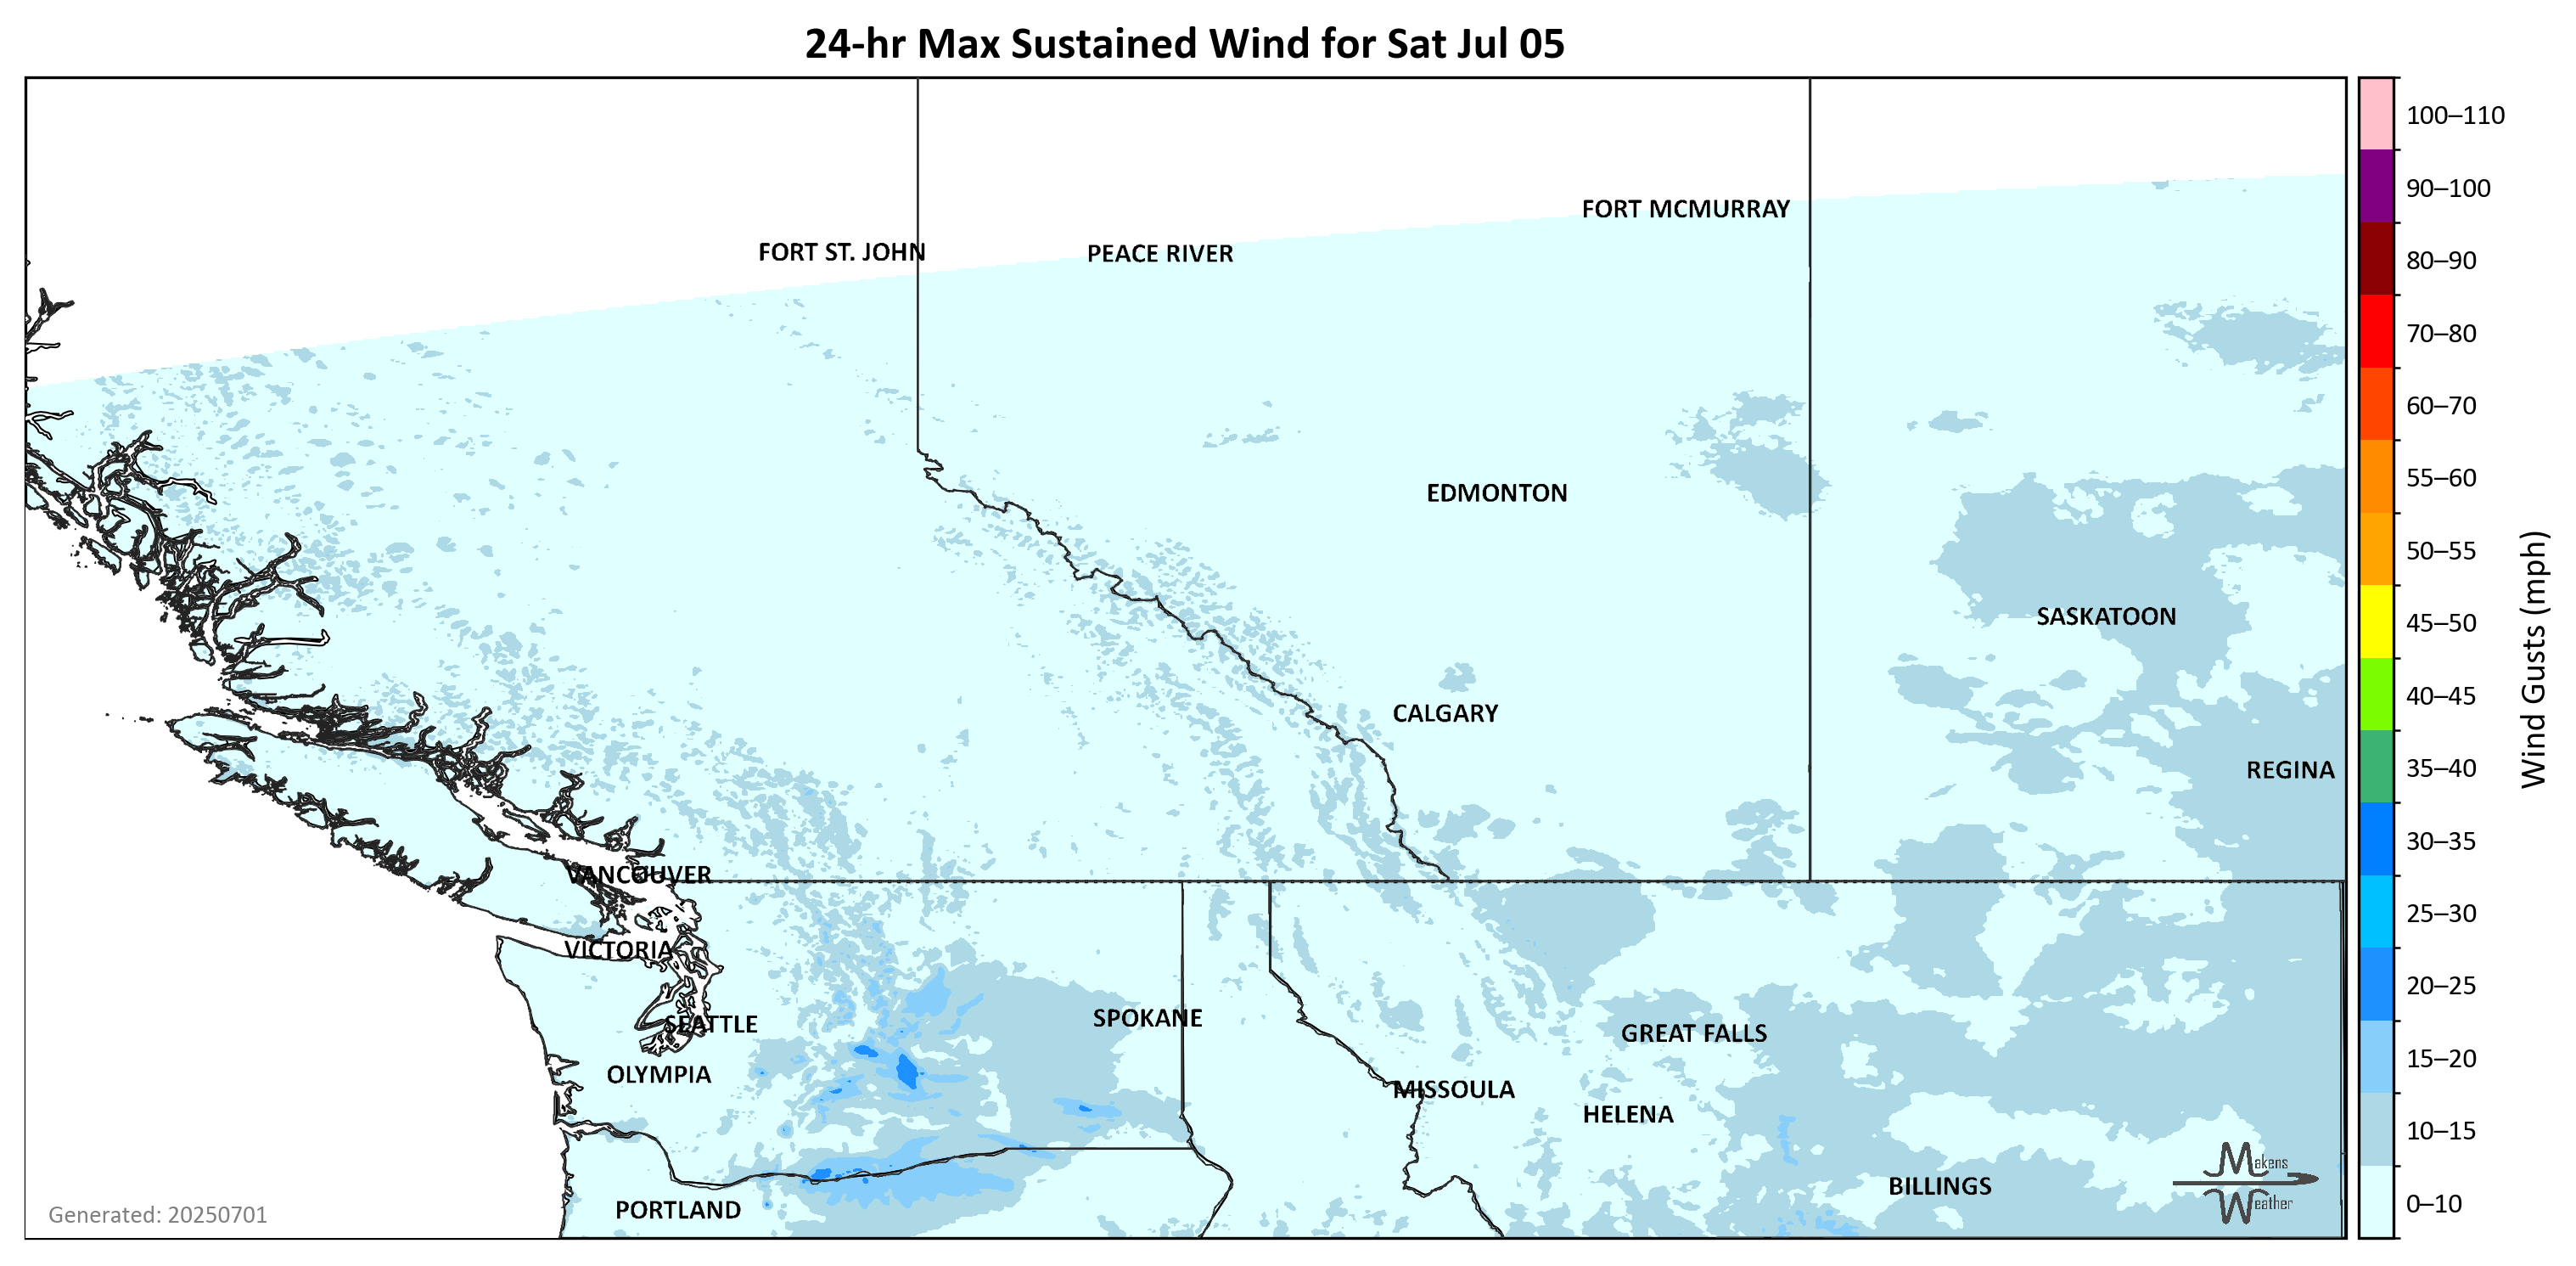 24-hr Max Sustained Wind for Sat Jul 05
100–110
90–100
80–90
70–80
60–70
55–60
50–55
45–50
40–45
35–40
30–35
25–30
20–25
15–20
10–15
0–10
Wind Gusts (mph)
FORT MCMURRAY
FORT ST. JOHN
PEACE RIVER
EDMONTON
SASKATOON
CALGARY
REGINA
VANCOUVER
VICTORIA
SPOKANE
SEATTLE
GREAT FALLS
OLYMPIA
MISSOULA
HELENA
BILLINGS
PORTLAND
Makens
Weather
Generated: 20250701